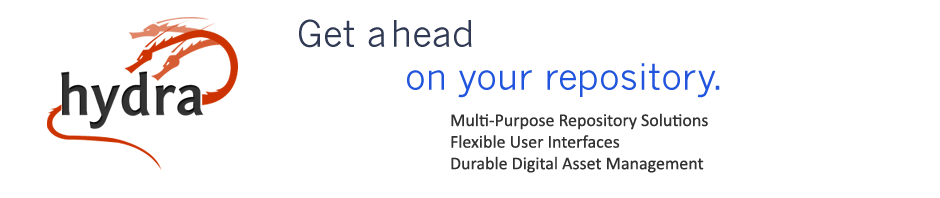 hydra
Get a head
on your repository.
Multi-Purpose Repository Solutions
Flexible User Interfaces
Durable Digital Asset Management